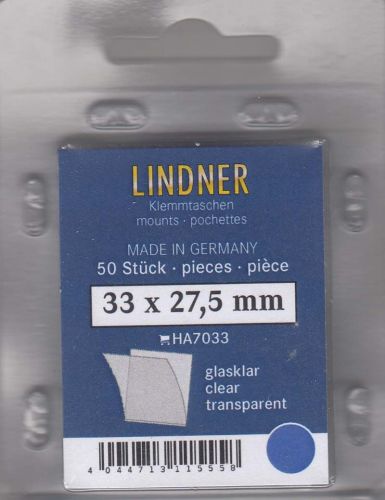 LINDNER
Klemmtaschen
mounts · pochettes
MADE IN GERMANY
50 Stück · pieces · pièce
33 x 27,5 mm
HA7033
glasklar
clear
transparent
4 044713 115558